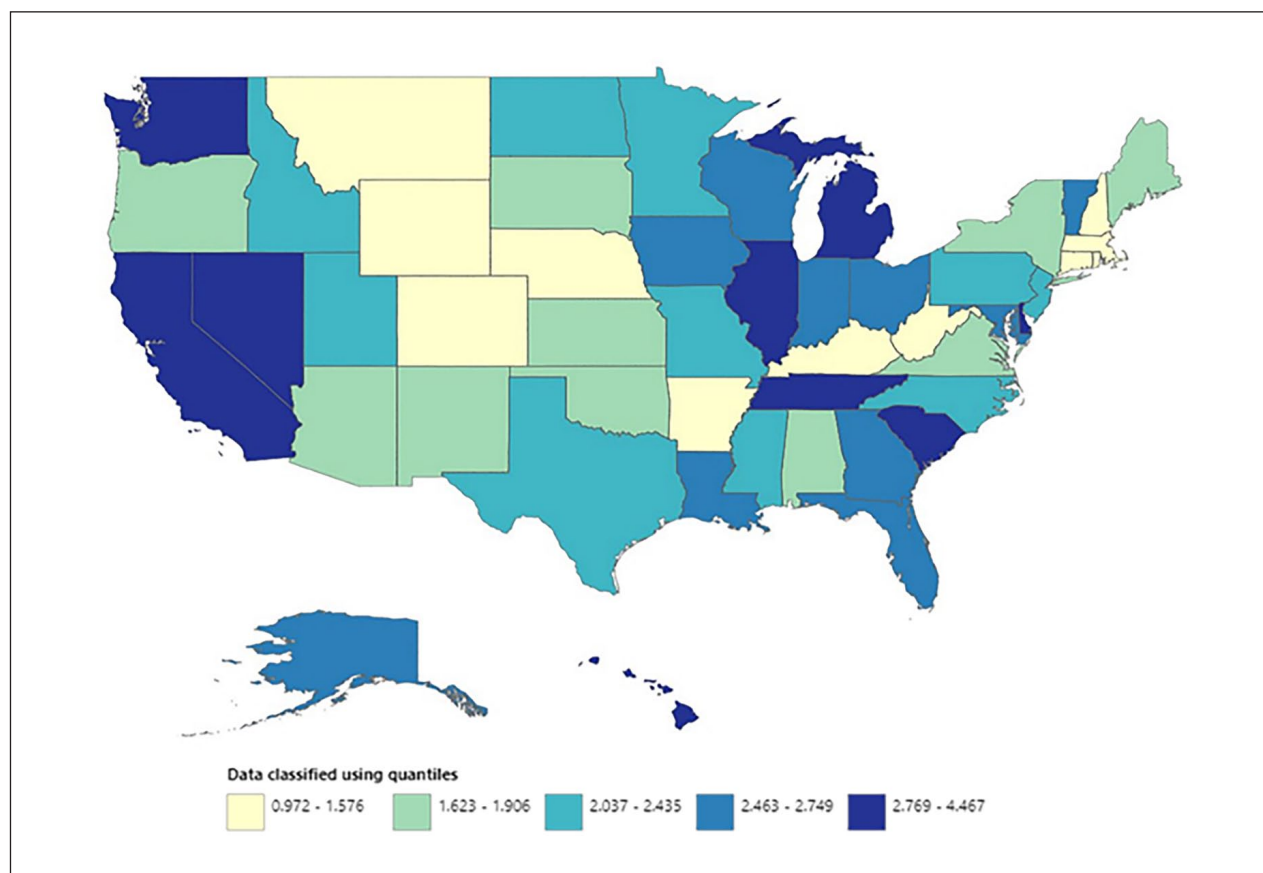 Data classified using quantiles
0.972 - 1.576
1.623 - 1.906
2.037 - 2.435
2.463 - 2.749
2.769 - 4.467